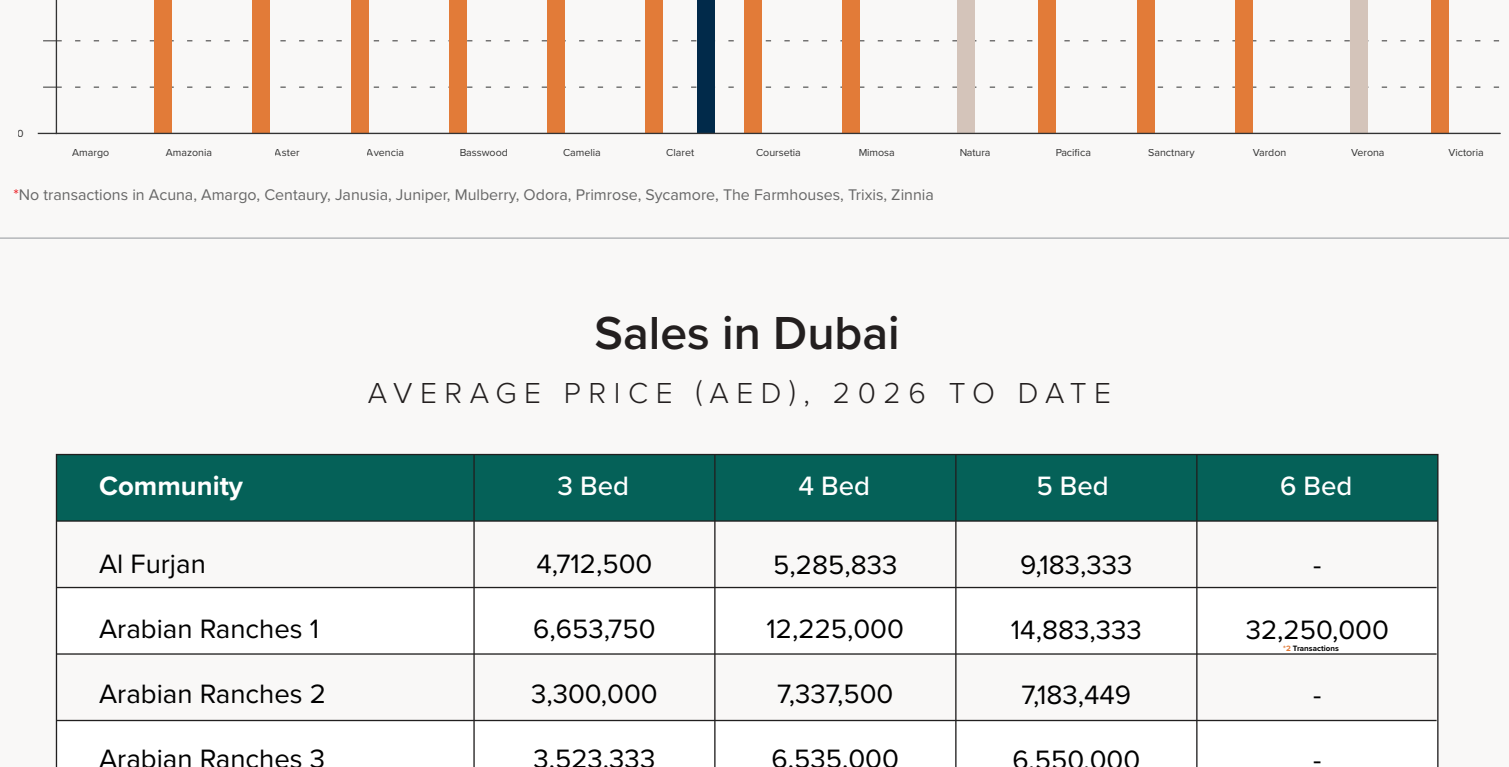 0
Amargo Amazonia Aster Avencia Basswood Camelia Claret Coursetia Mimosa Natura Pacifica Sanctnary Vardon Verona Victoria
*No transactions in Acuna, Amargo, Centaury, Janusia, Juniper, Mulberry, Odora, Primrose, Sycamore, The Farmhouses, Trixis, Zinnia
Sales in Dubai
AVERAGE PRICE (AED), 2026 TO DATE
Community 3 Bed 4 Bed 5 Bed 6 Bed
Al Furjan 4,712,500 5,285,833 9,183,333 -
Arabian Ranches 1 6,653,750 12,225,000 14,883,333 32,250,000
*2 Transactions
Arabian Ranches 2 3,300,000 7,337,500 7,183,449 -
Arabian Ranches 3 3,523,333 6,535,000 6,550,000 -